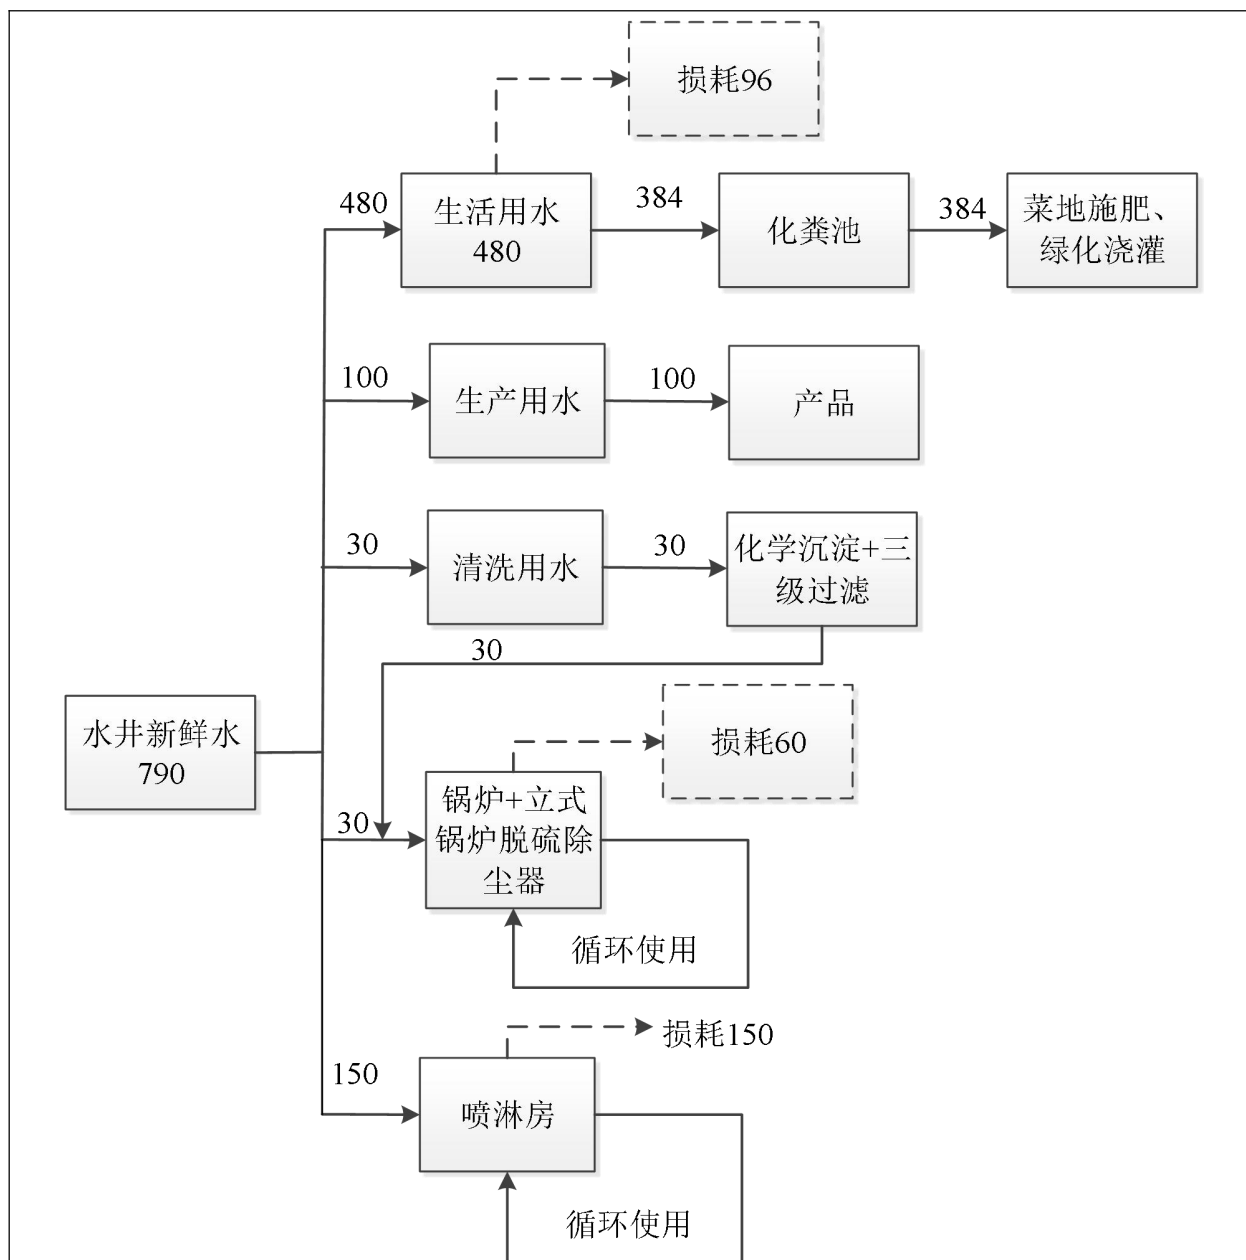 损耗96
480
生活用水
480
384
化粪池
384
菜地施肥、
绿化浇灌
100
生产用水
100
产品
30
清洗用水
30
化学沉淀+三
级过滤
30
水井新鲜水
790
损耗60
30
锅炉+立式
锅炉脱硫除
尘器
循环使用
损耗150
150
喷淋房
循环使用